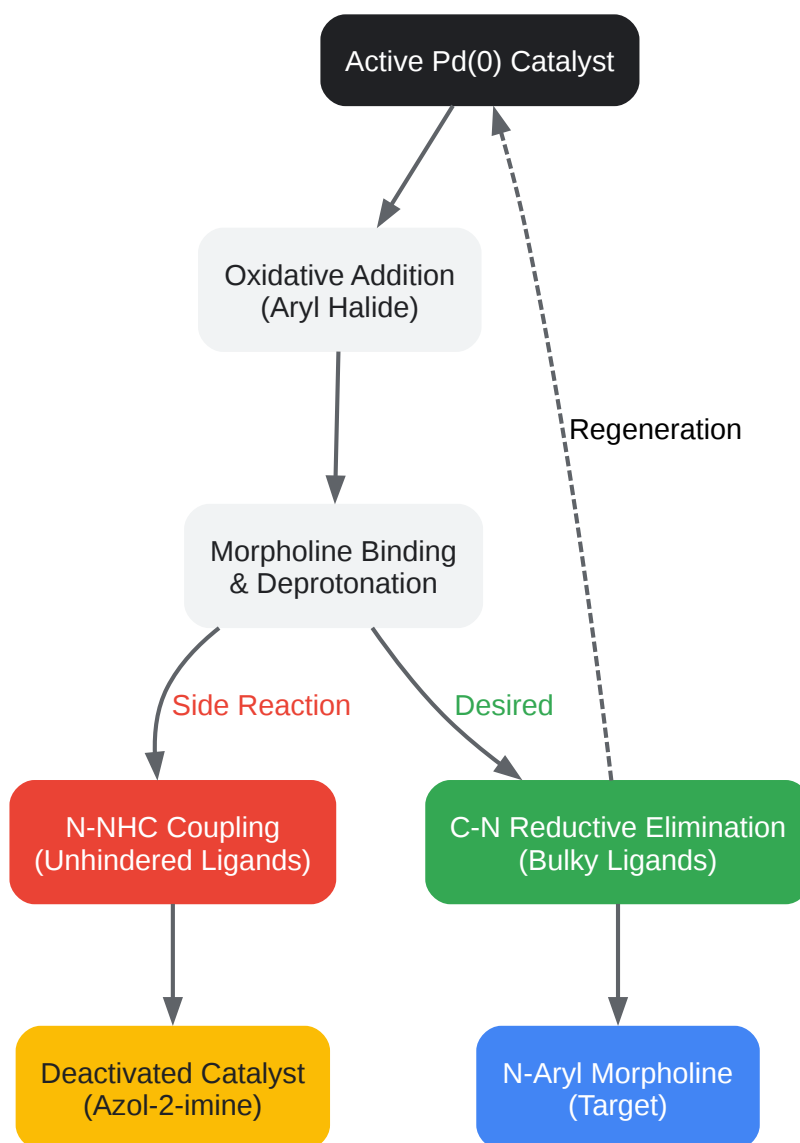 Active Pd(0) Catalyst
Oxidative Addition
(Aryl Halide)
Regeneration
Morpholine Binding
& Deprotonation
Side Reaction
Desired
N-NHC Coupling
(Unhindered Ligands)
C-N Reductive Elimination
(Bulky Ligands)
Deactivated Catalyst
(Azol-2-imine)
N-Aryl Morpholine
(Target)